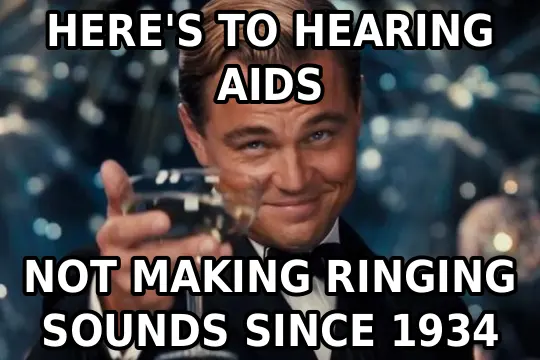 HERE'S TO HEARING
AIDS
NOT MAKING RINGING
SOUNDS SINCE 1934